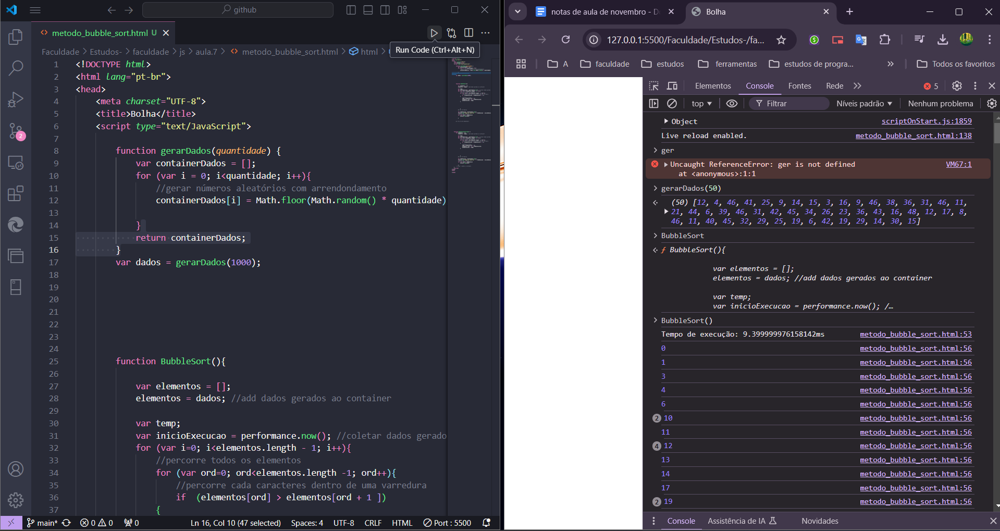 github
metodo_bubble_sort.html U
Run Code (Ctrl+Alt+N)
Faculdade > Estudos- > faculdade > js > aula.7 > metodo_bubble_sort.html > html >
1 <!DOCTYPE html>
2 <html lang="pt-br">
3 <head>
4 <meta charset="UTF-8">
5 <title>Bolha</title>
6 <script type="text/JavaScript">
7
8 function gerarDados(quantidade) {
9 var containerDados = [];
10 for (var i = 0; i<quantidade; i++){
11 //gerar números aleatórios com arrendondamento
12 containerDados[i] = Math.floor(Math.random() * quantidade)
13
14 }
15 return containerDados;
16 }
17 var dados = gerarDados(1000);
18
19
20
21
22
23
24
25 function BubbleSort(){
26
27 var elementos = [];
28 elementos = dados; //add dados gerados ao container
29
30 var temp;
31 var inicioExecucao = performance.now(); //coletar dados gerado
32 for (var i=0; i<elementos.length - 1; i++){
33 //percorre todos os elementos
34 for (var ord=0; ord<elementos.length -1; ord++){
35 //percorre cada caracteres dentro de uma varredura
36 if (elementos[ord] > elementos[ord + 1 ])
37 {
2
main* 0 0 0 Ln 16, Col 10 (47 selected) Spaces: 4 UTF-8 CRLF HTML Port : 5500
notas de aula de novembro - D
Bolha
127.0.0.1:5500/Faculdade/Estudos-/fa...
A faculdade estudos ferramentas estudos de progra... » Todos os favoritos
Elementos Console Fontes Rede 5
top ▼ Filtrar Níveis padrão ▼ Nenhum problema
▶ Object scriptOnStart.js:1859
Live reload enabled. metodo_bubble_sort.html:138
> ger
▶ Uncaught ReferenceError: ger is not defined VM67:1
at <anonymous>:1:1
> gerarDados(50)
(50) [12, 4, 46, 41, 25, 9, 14, 15, 3, 16, 9, 46, 38, 36, 31, 46, 11,
21, 44, 6, 39, 46, 31, 42, 45, 34, 26, 23, 36, 43, 16, 48, 12, 17, 8,
46, 11, 40, 45, 32, 29, 25, 19, 6, 42, 19, 29, 14, 30, 15]
> BubbleSort
ƒ BubbleSort(){
var elementos = [];
elementos = dados; //add dados gerados ao container
var temp;
var inicioExecucao = performance.now(); /…
> BubbleSort()
Tempo de execução: 9.399999976158142ms metodo_bubble_sort.html:53
0 metodo_bubble_sort.html:56
1 metodo_bubble_sort.html:56
3 metodo_bubble_sort.html:56
4 metodo_bubble_sort.html:56
6 metodo_bubble_sort.html:56
2 10 metodo_bubble_sort.html:56
11 metodo_bubble_sort.html:56
4 12 metodo_bubble_sort.html:56
13 metodo_bubble_sort.html:56
14 metodo_bubble_sort.html:56
17 metodo_bubble_sort.html:56
2 19 metodo_bubble_sort.html:56
Console Assistência de IA Novidades